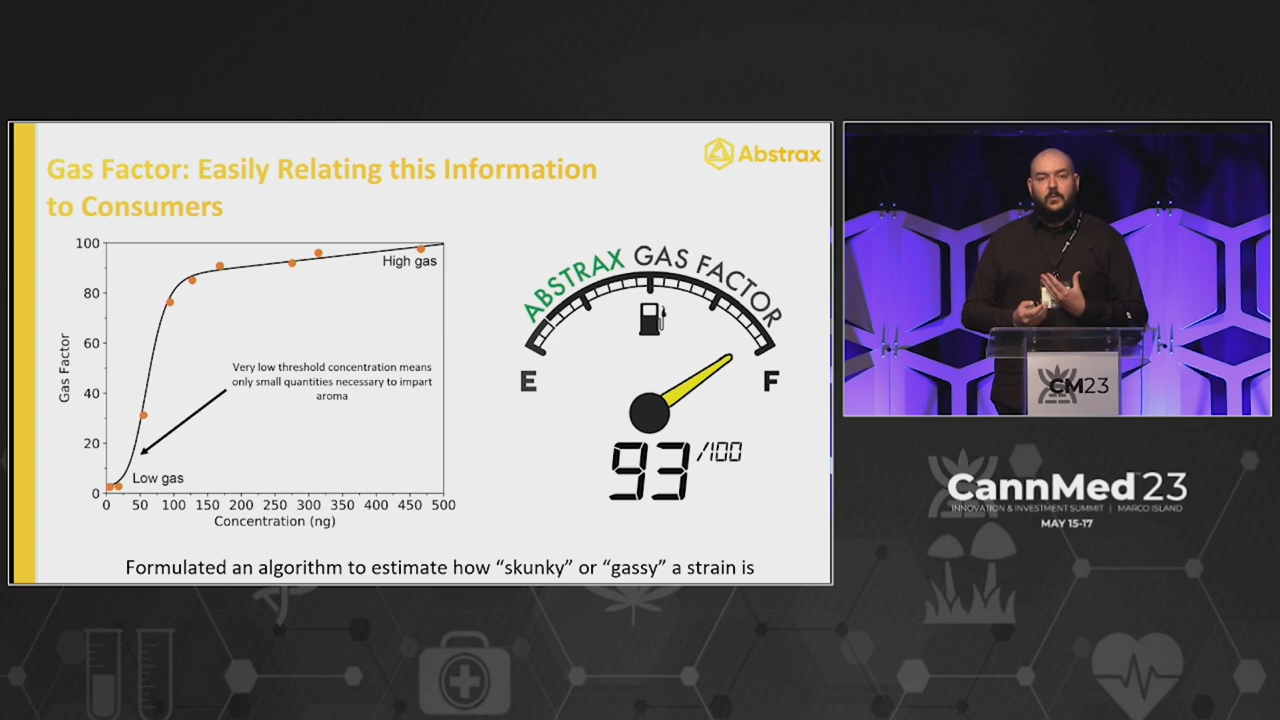 Gas Factor: Easily Relating this Information
to Consumers
Abstrax
100
80
60
40
20
0
Gas Factor
High gas
Very low threshold concentration means
only small quantities necessary to impart
aroma
Low gas
0 50 100 150 200 250 300 350 400 450 500
Concentration (ng)
ABSTRAX GAS FACTOR
E
F
93/100
Formulated an algorithm to estimate how “skunky” or “gassy” a strain is
CM23
CannMed 23
INNOVATION & INVESTMENT SUMMIT | MARCO ISLAND
MAY 15-17